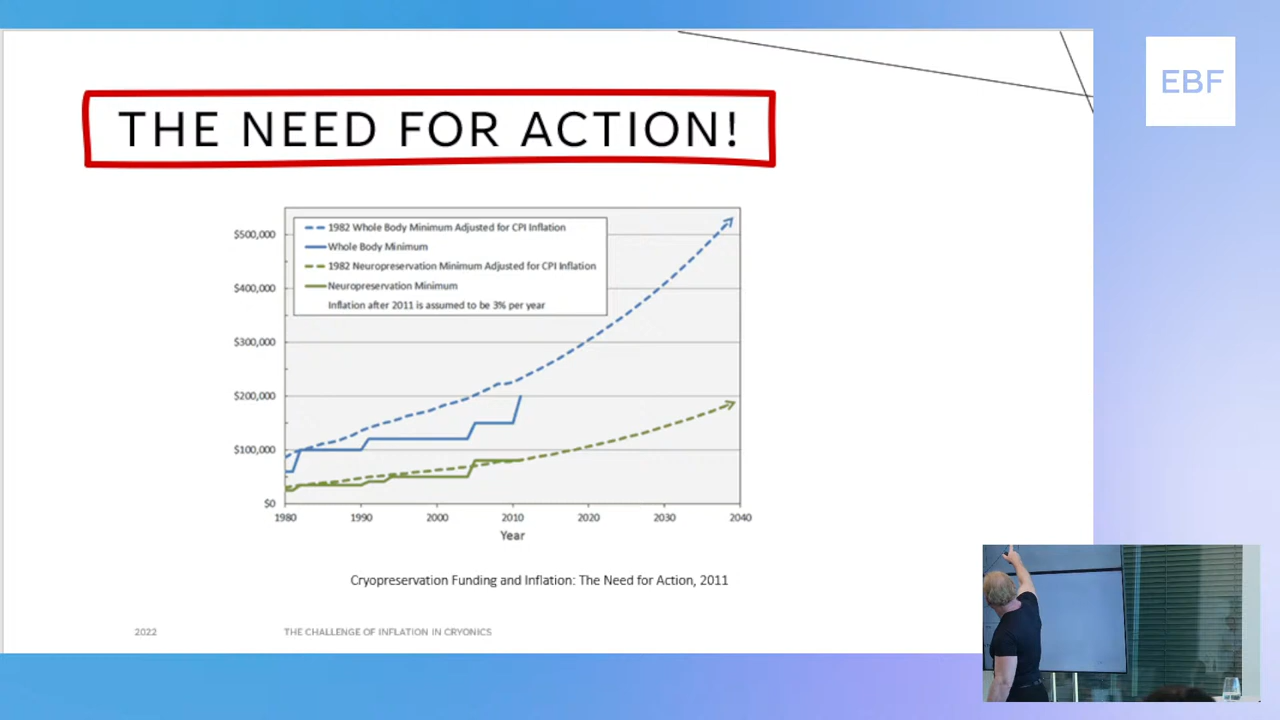 EBF
THE NEED FOR ACTION!
1982 Whole Body Minimum Adjusted for CPI Inflation
Whole Body Minimum
1982 Neuropreservation Minimum Adjusted for CPI Inflation
Neuropreservation Minimum
Inflation after 2011 is assumed to be 3% per year
$500,000
$400,000
$300,000
$200,000
$100,000
$0
1980 1990 2000 2010 2020 2030 2040
Year
Cryopreservation Funding and Inflation: The Need for Action, 2011
2022 THE CHALLENGE OF INFLATION IN CRYONICS